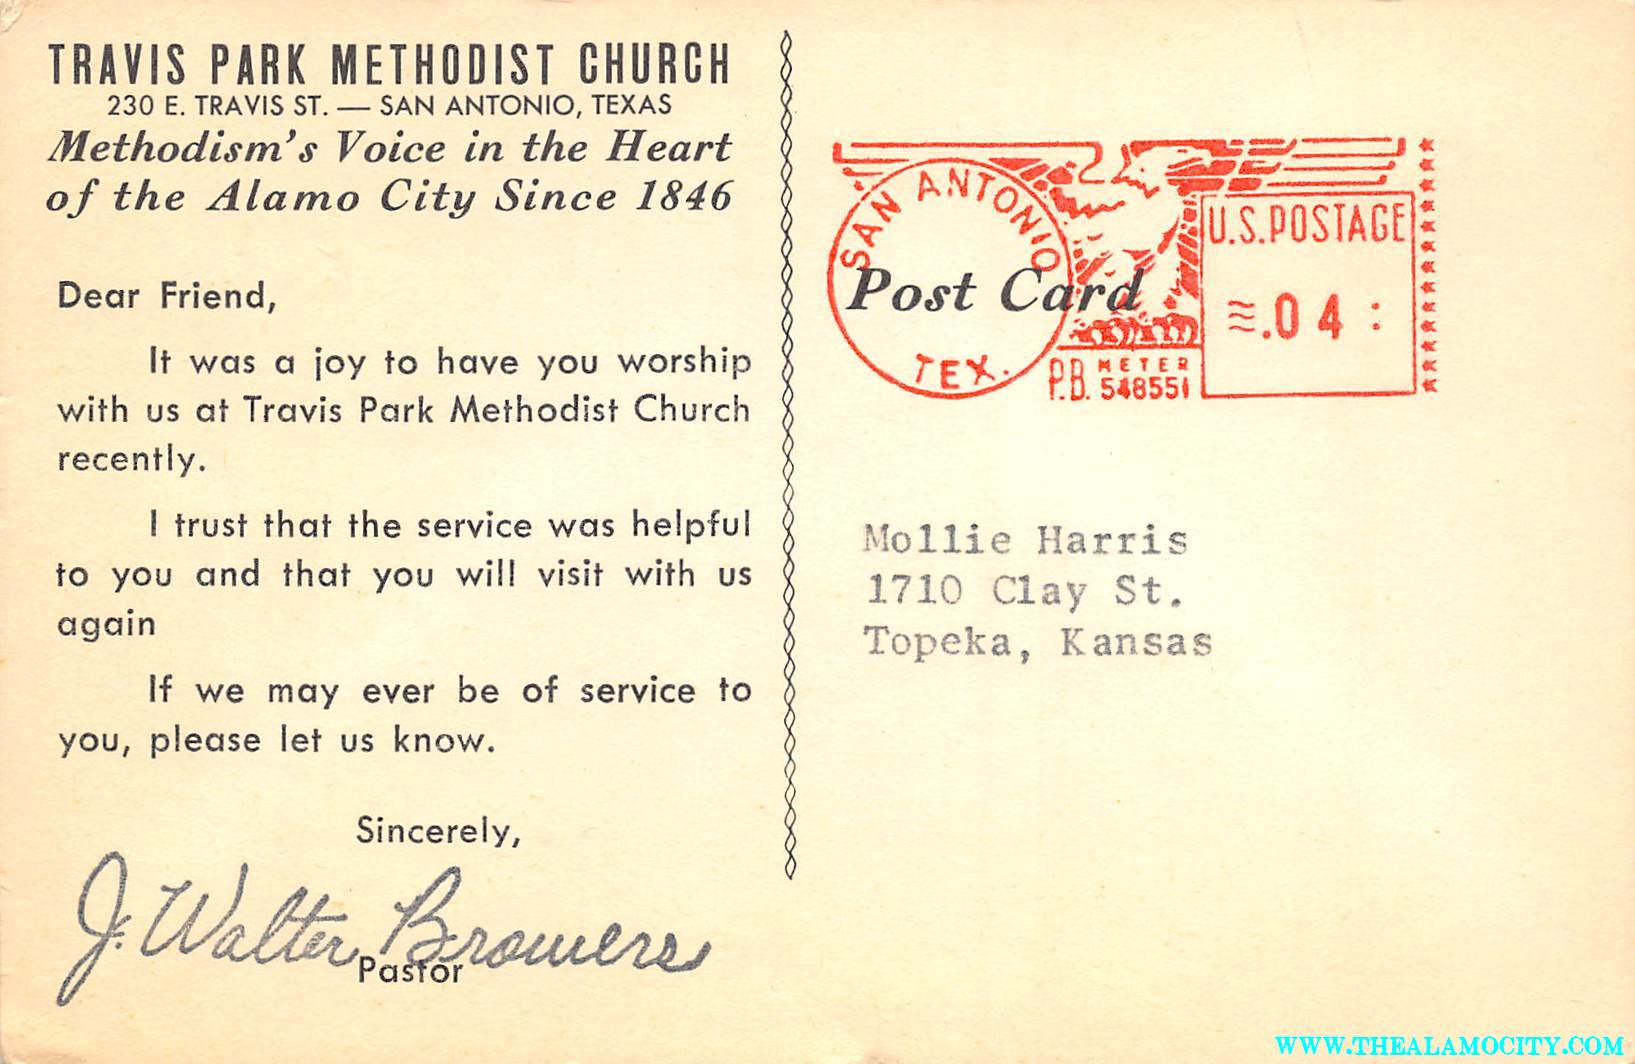 TRAVIS PARK METHODIST CHURCH
230 E. TRAVIS ST. — SAN ANTONIO, TEXAS
Methodism's Voice in the Heart
of the Alamo City Since 1846
Dear Friend,
It was a joy to have you worship
with us at Travis Park Methodist Church
recently.
I trust that the service was helpful
to you and that you will visit with us
again
If we may ever be of service to
you, please let us know.
Sincerely,
J. Walter Browers
Pastor
SAN ANTONIO
TEX.
Post Card
P.B. METER
548551
U.S. POSTAGE
.04
Mollie Harris
1710 Clay St.
Topeka, Kansas
WWW.THEALAMOCITY.COM